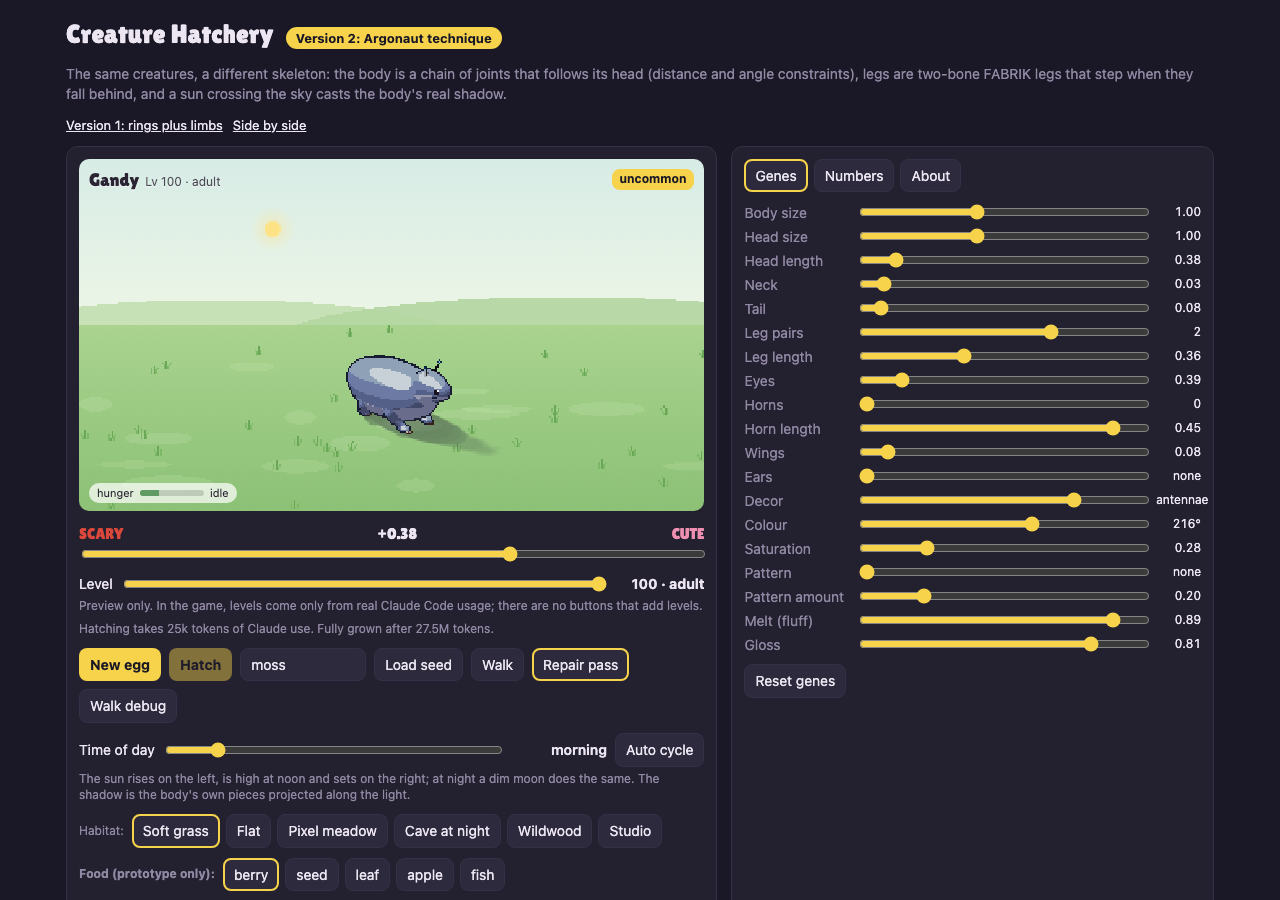 Creature Hatchery Version 2: Argonaut technique
The same creatures, a different skeleton: the body is a chain of joints that follows its head (distance and angle constraints), legs are two-bone FABRIK legs that step when they
fall behind, and a sun crossing the sky casts the body's real shadow.
Version 1: rings plus limbs Side by side
Gandy Lv 100 · adult uncommon
hunger idle
SCARY +0.38 CUTE
Level 100 · adult
Preview only. In the game, levels come only from real Claude Code usage; there are no buttons that add levels.
Hatching takes 25k tokens of Claude use. Fully grown after 27.5M tokens.
New egg Hatch moss Load seed Walk Repair pass
Walk debug
Time of day morning Auto cycle
The sun rises on the left, is high at noon and sets on the right; at night a dim moon does the same. The
shadow is the body's own pieces projected along the light.
Habitat: Soft grass Flat Pixel meadow Cave at night Wildwood Studio
Food (prototype only): berry seed leaf apple fish
Genes Numbers About
Body size 1.00
Head size 1.00
Head length 0.38
Neck 0.03
Tail 0.08
Leg pairs 2
Leg length 0.36
Eyes 0.39
Horns 0
Horn length 0.45
Wings 0.08
Ears none
Decor antennae
Colour 216°
Saturation 0.28
Pattern none
Pattern amount 0.20
Melt (fluff) 0.89
Gloss 0.81
Reset genes